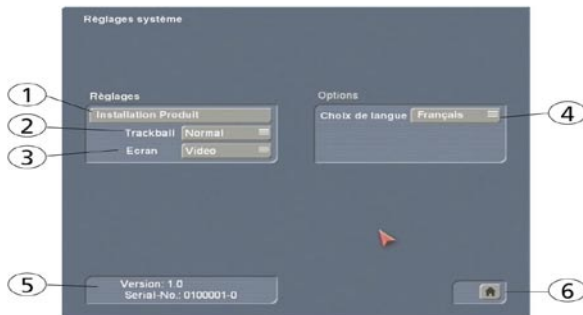 Réglages système
Réglages
Options
1
Installation Produit
Choix de langue Français
4
2
Trackball Normal
3
Ecran Video
5
Version: 1.0
Serial-No.: 0100001-0
6